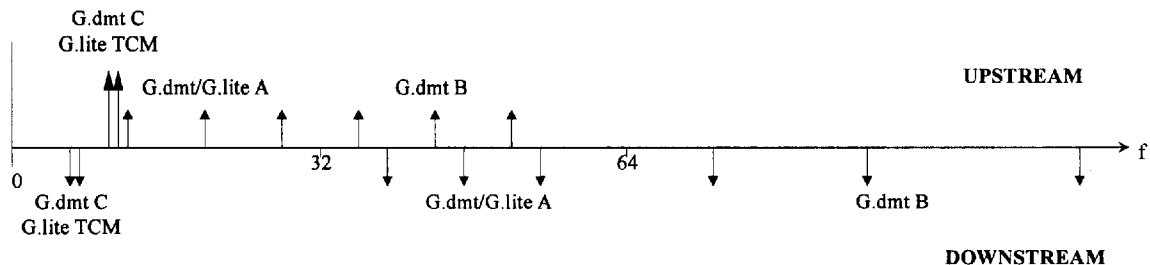 G.dmt C
G.lite TCM
G.dmt/G.lite A
G.dmt B
UPSTREAM
0
32
64
f
G.dmt C
G.lite TCM
G.dmt/G.lite A
G.dmt B
DOWNSTREAM